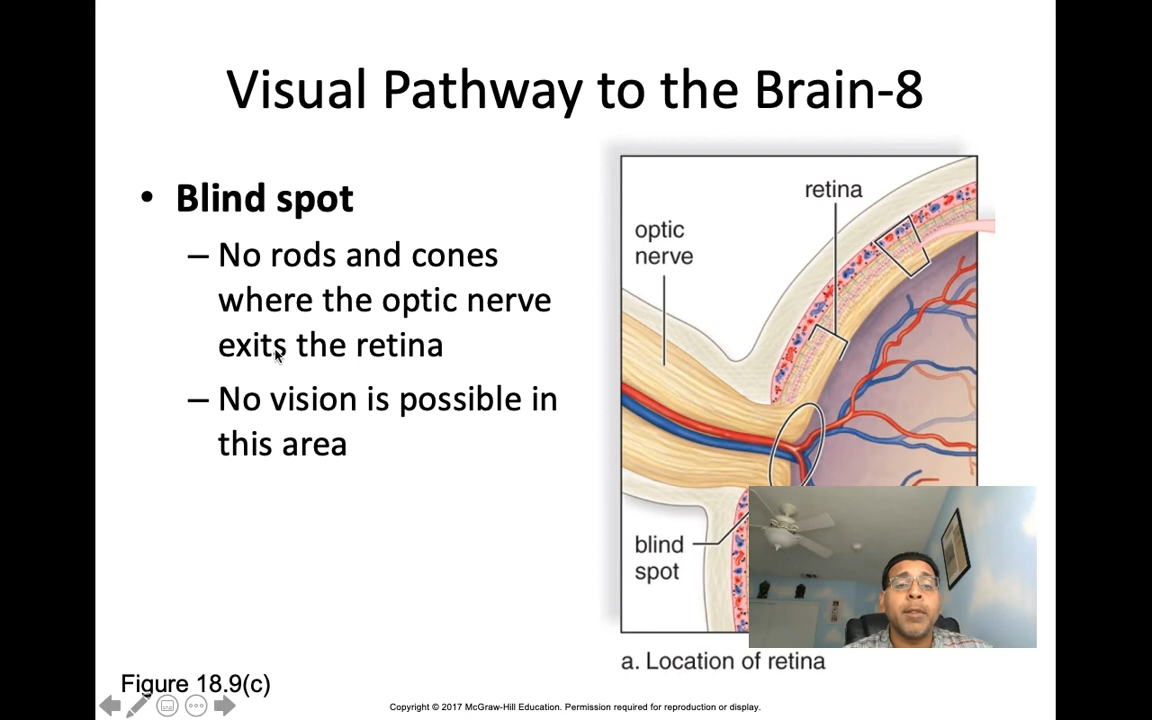 Visual Pathway to the Brain-8
• Blind spot
– No rods and cones
where the optic nerve
exits the retina
– No vision is possible in
this area
retina
optic
nerve
blind
spot
a. Location of retina
Figure 18.9(c)
Copyright © 2017 McGraw-Hill Education. Permission required for reproduction or display.